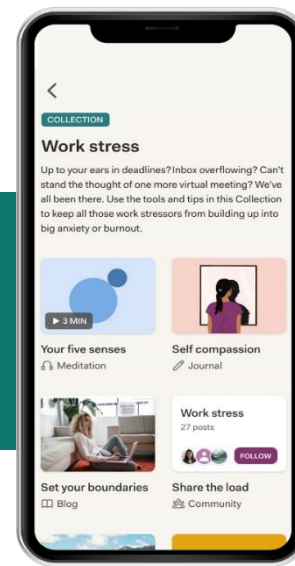 COLLECTION
Work stress
Up to your ears in deadlines?Inbox overflowing? Can't
stand the thought of one more virtual meeting? We've
all been there. Use the tools and tips in this Collection
to keep all those work stressors from building up into
big anxiety or burnout.
3 MIN
Your five senses
Meditation
Self compassion
Journal
Work stress
27 posts
FOLLOW
Set your boundaries
Blog
Share the load
Community